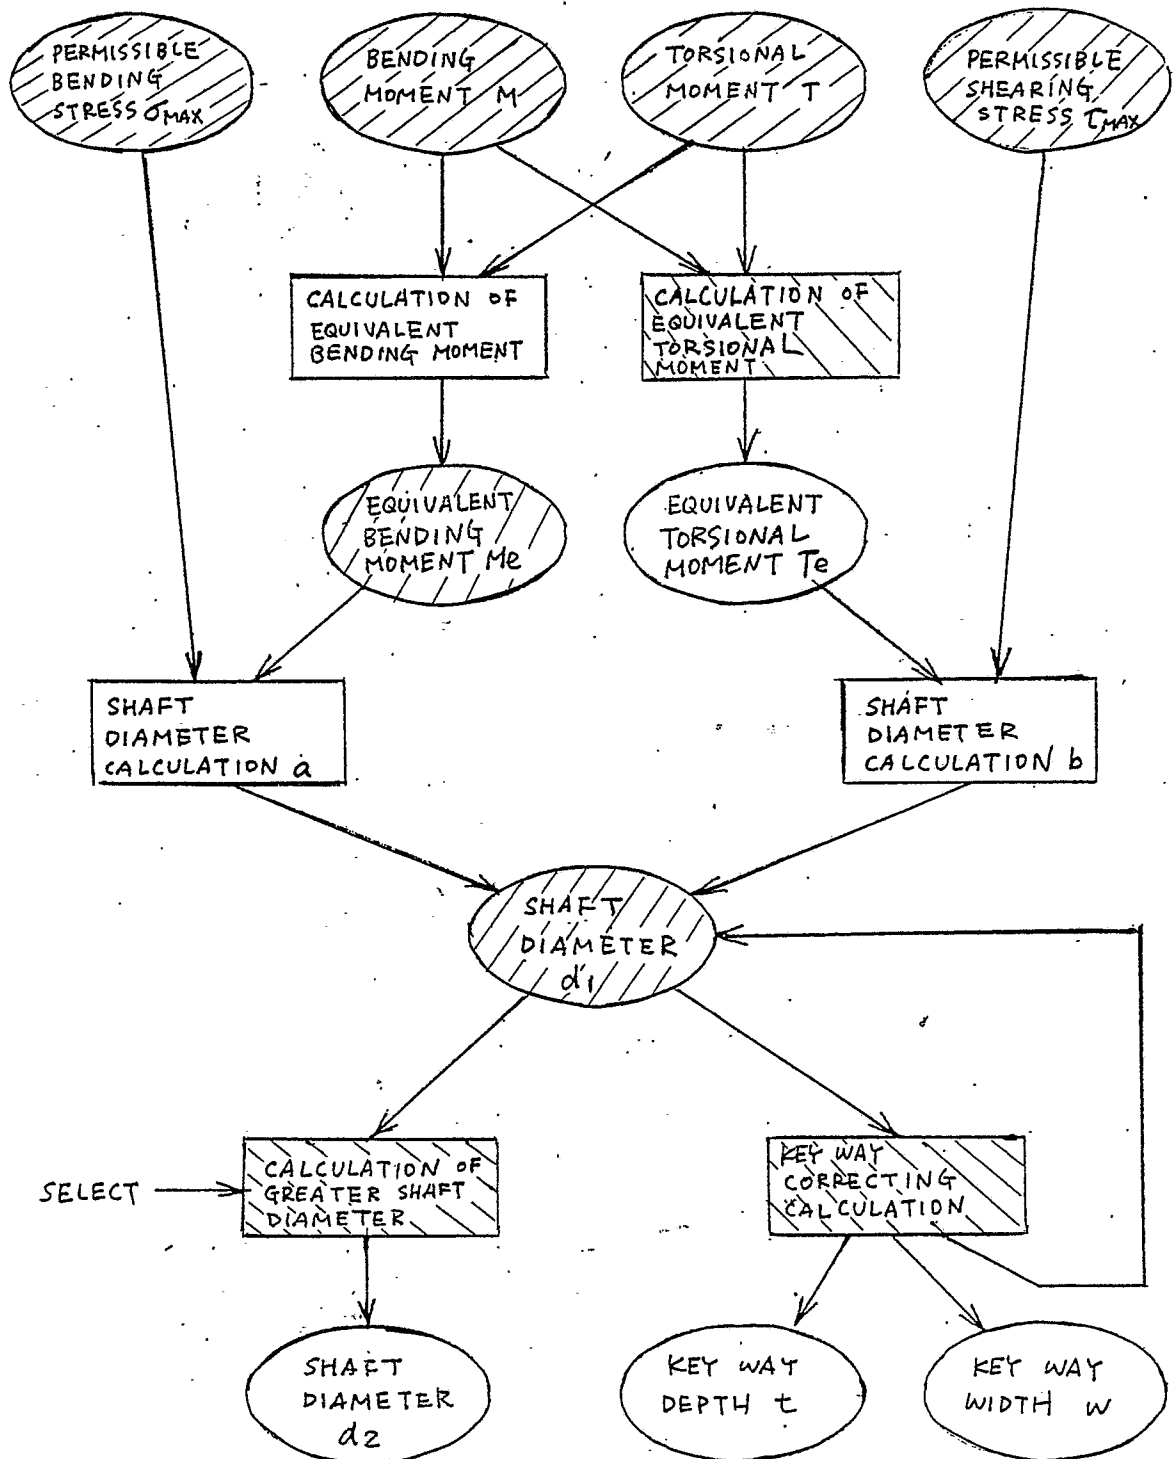 PERMISSIBLE
BENDING
STRESS σMAX
BENDING
MOMENT M
TORSIONAL
MOMENT T
PERMISSIBLE
SHEARING
STRESS τMAX
CALCULATION OF
EQUIVALENT
BENDING MOMENT
CALCULATION OF
EQUIVALENT
TORSIONAL
MOMENT
EQUIVALENT
BENDING
MOMENT Me
EQUIVALENT
TORSIONAL
MOMENT Te
SHAFT
DIAMETER
CALCULATION a
SHAFT
DIAMETER
CALCULATION b
SHAFT
DIAMETER
d1
SELECT
CALCULATION OF
GREATER SHAFT
DIAMETER
KEY WAY
CORRECTING
CALCULATION
SHAFT
DIAMETER
d2
KEY WAY
DEPTH t
KEY WAY
WIDTH w